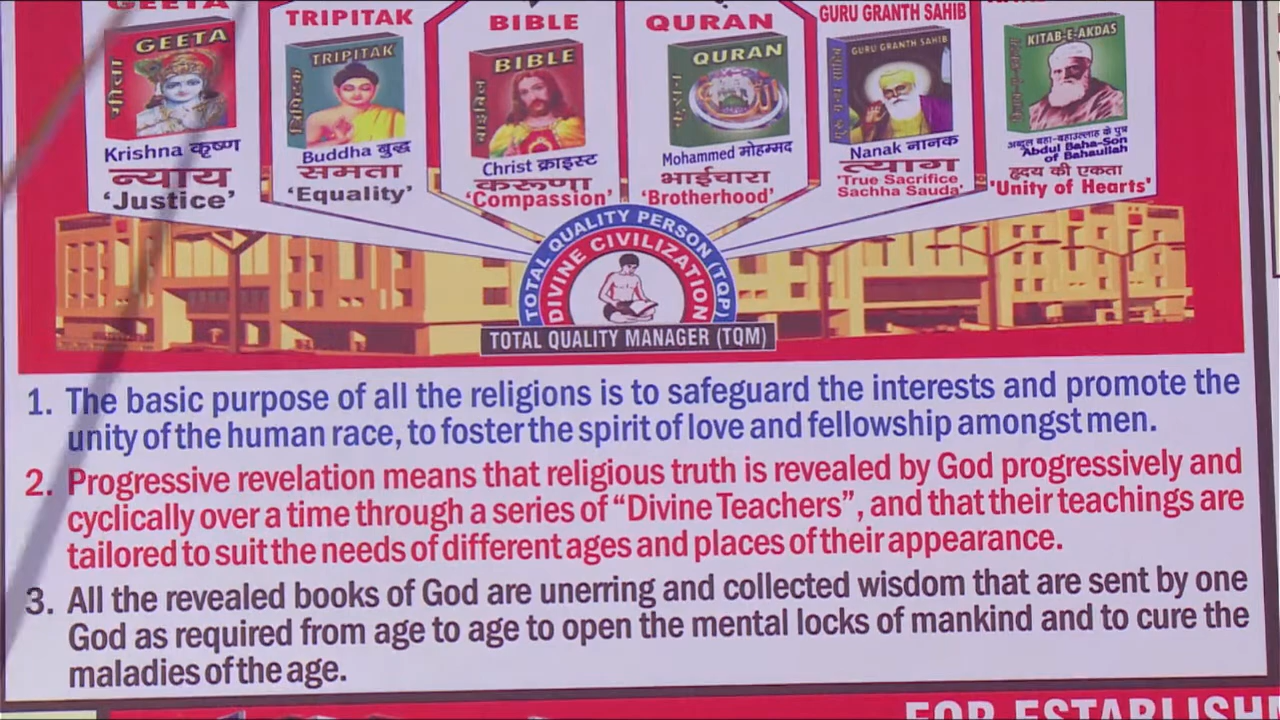 GEETA
TRIPITAK
BIBLE
QURAN
GURU GRANTH SAHIB
GEETA
गीता
TRIPITAK
त्रिपिटक
BIBLE
बाइबिल
QURAN
कुरान
GURU GRANTH SAHIB
KITAB-E-AKDAS
Krishna कृष्ण
न्याय
‘Justice’
Buddha बुद्ध
समता
‘Equality’
Christ क्राइस्ट
करूणा
‘Compassion’
Mohammed मोहम्मद
भाईचारा
‘Brotherhood’
Nanak नानक
त्याग
‘True Sacrifice
Sachha Sauda’
अब्दुल बहा-बहाउल्लाह के पुत्र
‘Abdul Baha-Son
of Bahaullah
हृदय की एकता
'Unity of Hearts'
TOTAL QUALITY PERSON (TQP)
DIVINE CIVILIZATION
TOTAL QUALITY MANAGER (TQM)
1. The basic purpose of all the religions is to safeguard the interests and promote the
unity of the human race, to foster the spirit of love and fellowship amongst men.
2. Progressive revelation means that religious truth is revealed by God progressively and
cyclically over a time through a series of “Divine Teachers”, and that their teachings are
tailored to suit the needs of different ages and places of their appearance.
3. All the revealed books of God are unerring and collected wisdom that are sent by one
God as required from age to age to open the mental locks of mankind and to cure the
maladies of the age.
FOR